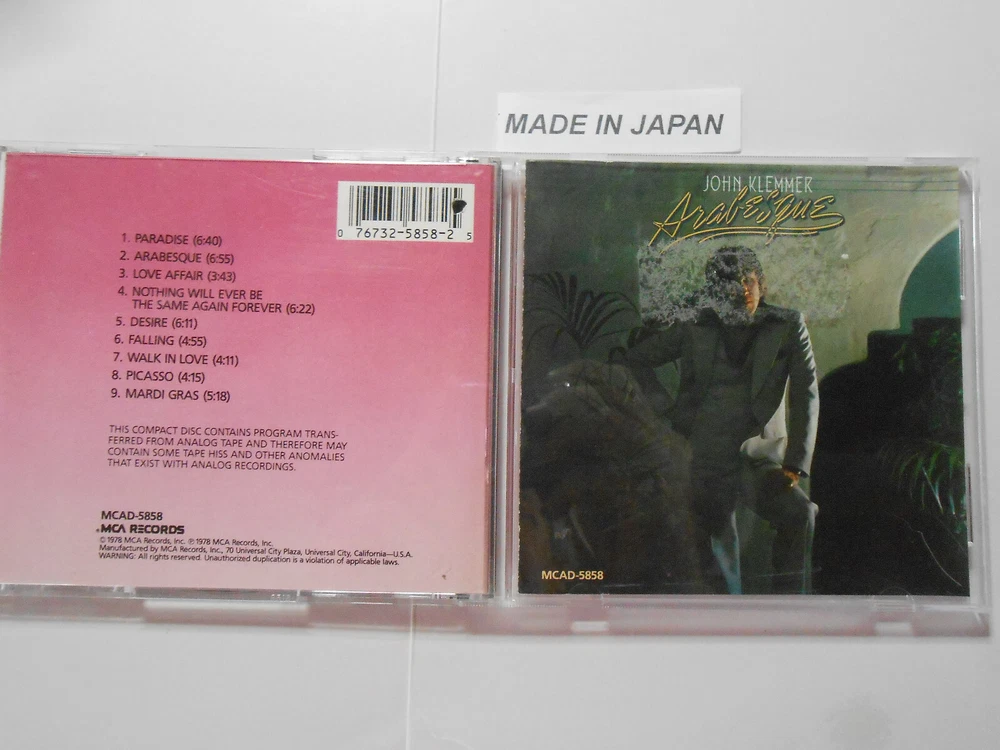 MADE IN JAPAN
1. PARADISE (6:40)
2. ARABESQUE (6:55)
3. LOVE AFFAIR (3:43)
4. NOTHING WILL EVER BE
THE SAME AGAIN FOREVER (6:22)
5. DESIRE (6:11)
6. FALLING (4:55)
7. WALK IN LOVE (4:11)
8. PICASSO (4:15)
9. MARDI GRAS (5:18)
THIS COMPACT DISC CONTAINS PROGRAM TRANS-
FERRED FROM ANALOG TAPE AND THEREFORE MAY
CONTAIN SOME TAPE HISS AND OTHER ANOMALIES
THAT EXIST WITH ANALOG RECORDINGS.
MCAD-5858
MCA RECORDS
© 1978 MCA Records, Inc. ℗ 1978 MCA Records, Inc.
Manufactured by MCA Records, Inc., 70 Universal City Plaza, Universal City, California—U.S.A.
WARNING: All rights reserved. Unauthorized duplication is a violation of applicable laws.
0 76732-5858-2 5
JOHN KLEMMER
Arabesque
MCAD-5858